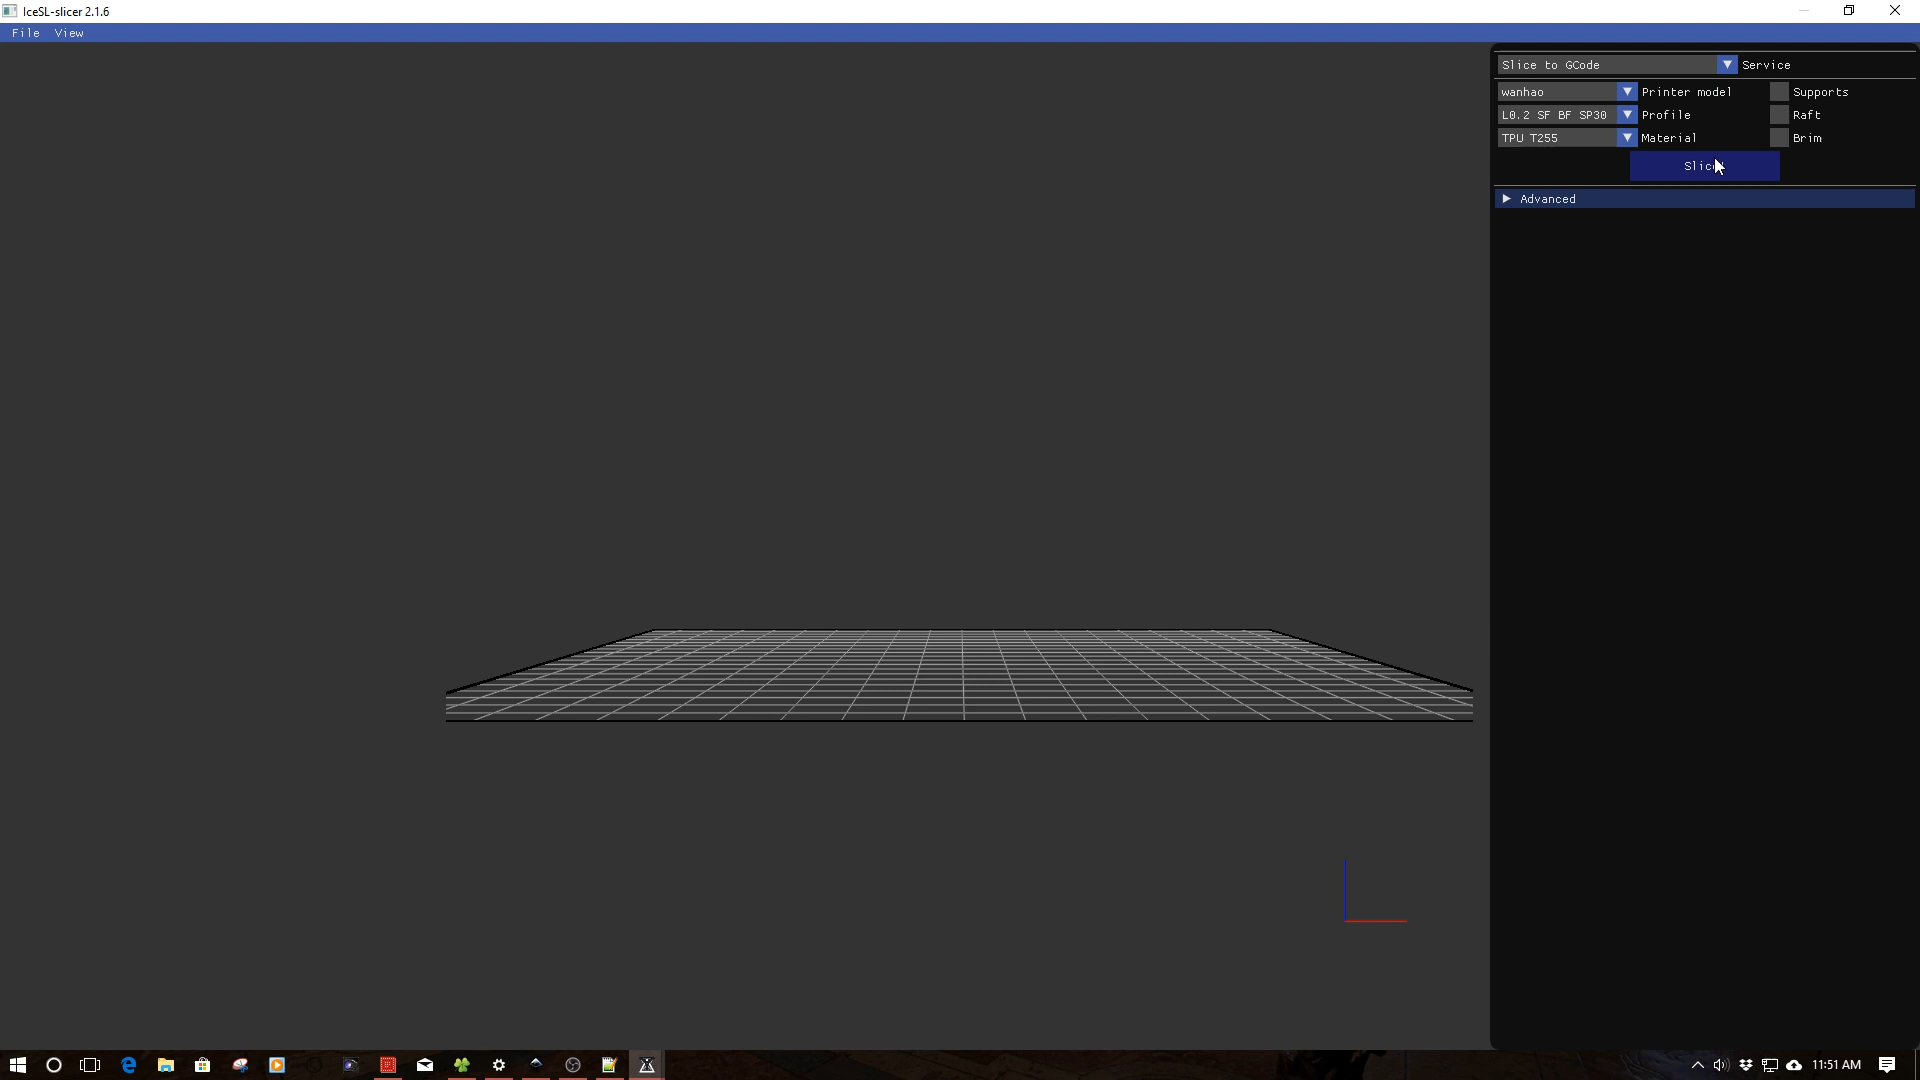 IceSL-slicer 2.1.6
File View
Slice to GCode Service
wanhao Printer model Supports
L0.2 SF BF SP30 Profile Raft
TPU T255 Material Brim
Advanced
11:51 AM